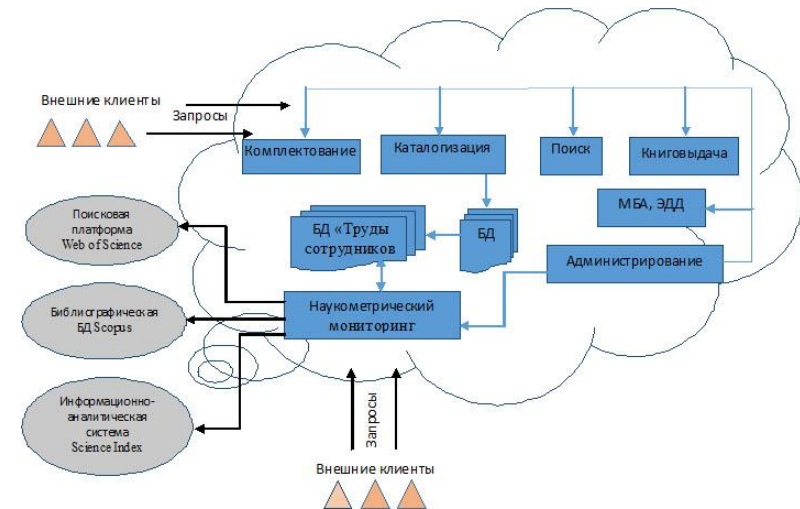 Внешние клиенты
Запросы
Комплектование
Каталогизация
Поиск
Книговыдача
МБА, ЭДД
Поисковая
платформа
Web of Science
БД «Труды
сотрудников
БД
Администрирование
Библиографическая
БД Scopus
Наукометрический
мониторинг
Информационно-
аналитическая
система
Science Index
Запросы
Внешние клиенты